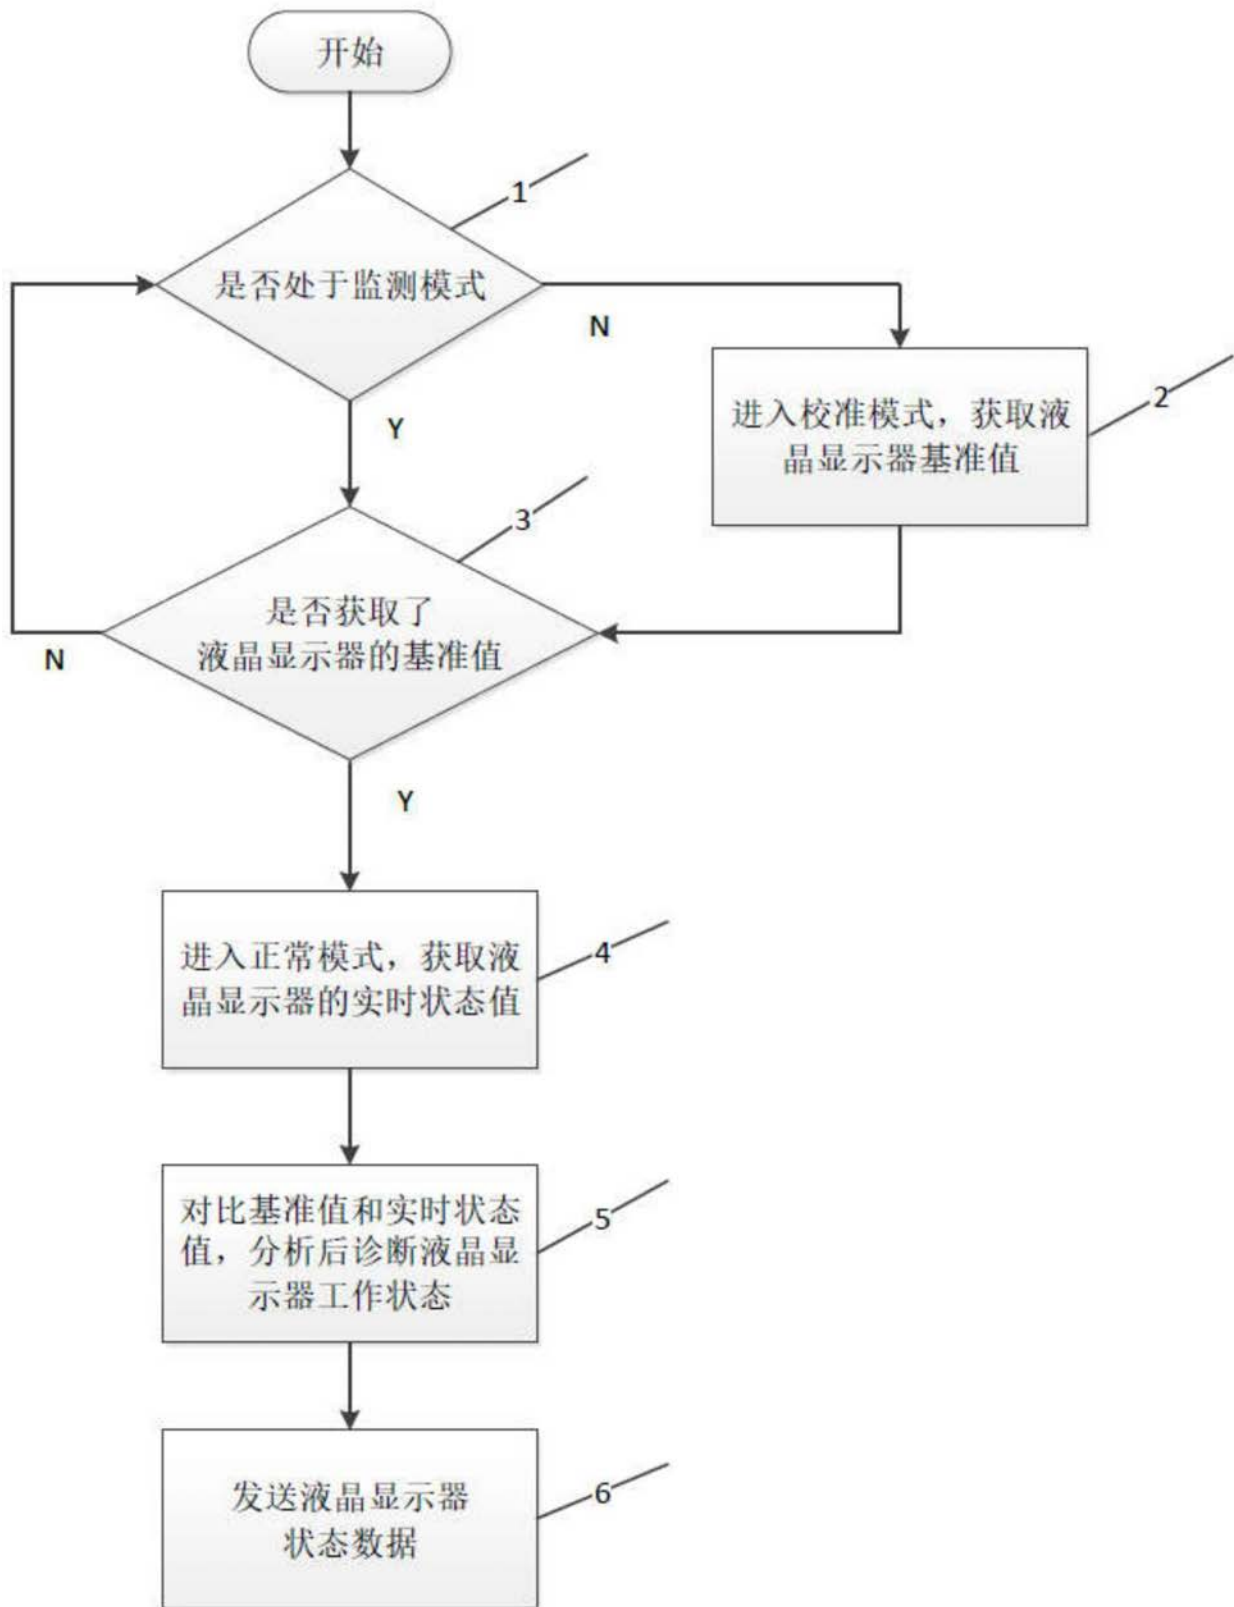 开始
1
是否处于监测模式
N
Y
2
进入校准模式，获取液
晶显示器基准值
3
是否获取了
液晶显示器的基准值
N
Y
4
进入正常模式，获取液
晶显示器的实时状态值
5
对比基准值和实时状态
值，分析后诊断液晶显
示器工作状态
6
发送液晶显示器
状态数据